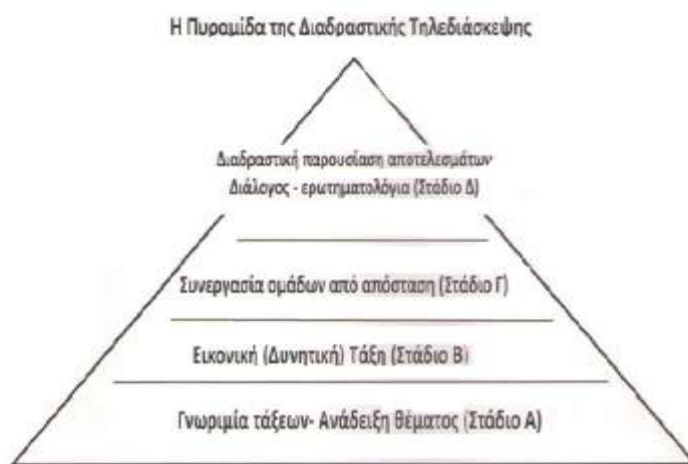 Η Πυραμίδα της Διαδραστικής Τηλεδιάσκεψης
Διαδραστική παρουσίαση αποτελεσμάτων
Διάλογος - ερωτηματολόγια (Στάδιο Δ)
Συνεργασία ομάδων από απόσταση (Στάδιο Γ)
Εικονική (Δυνητική) Τάξη (Στάδιο Β)
Γνωριμία τάξεων- Ανάδειξη θέματος (Στάδιο Α)